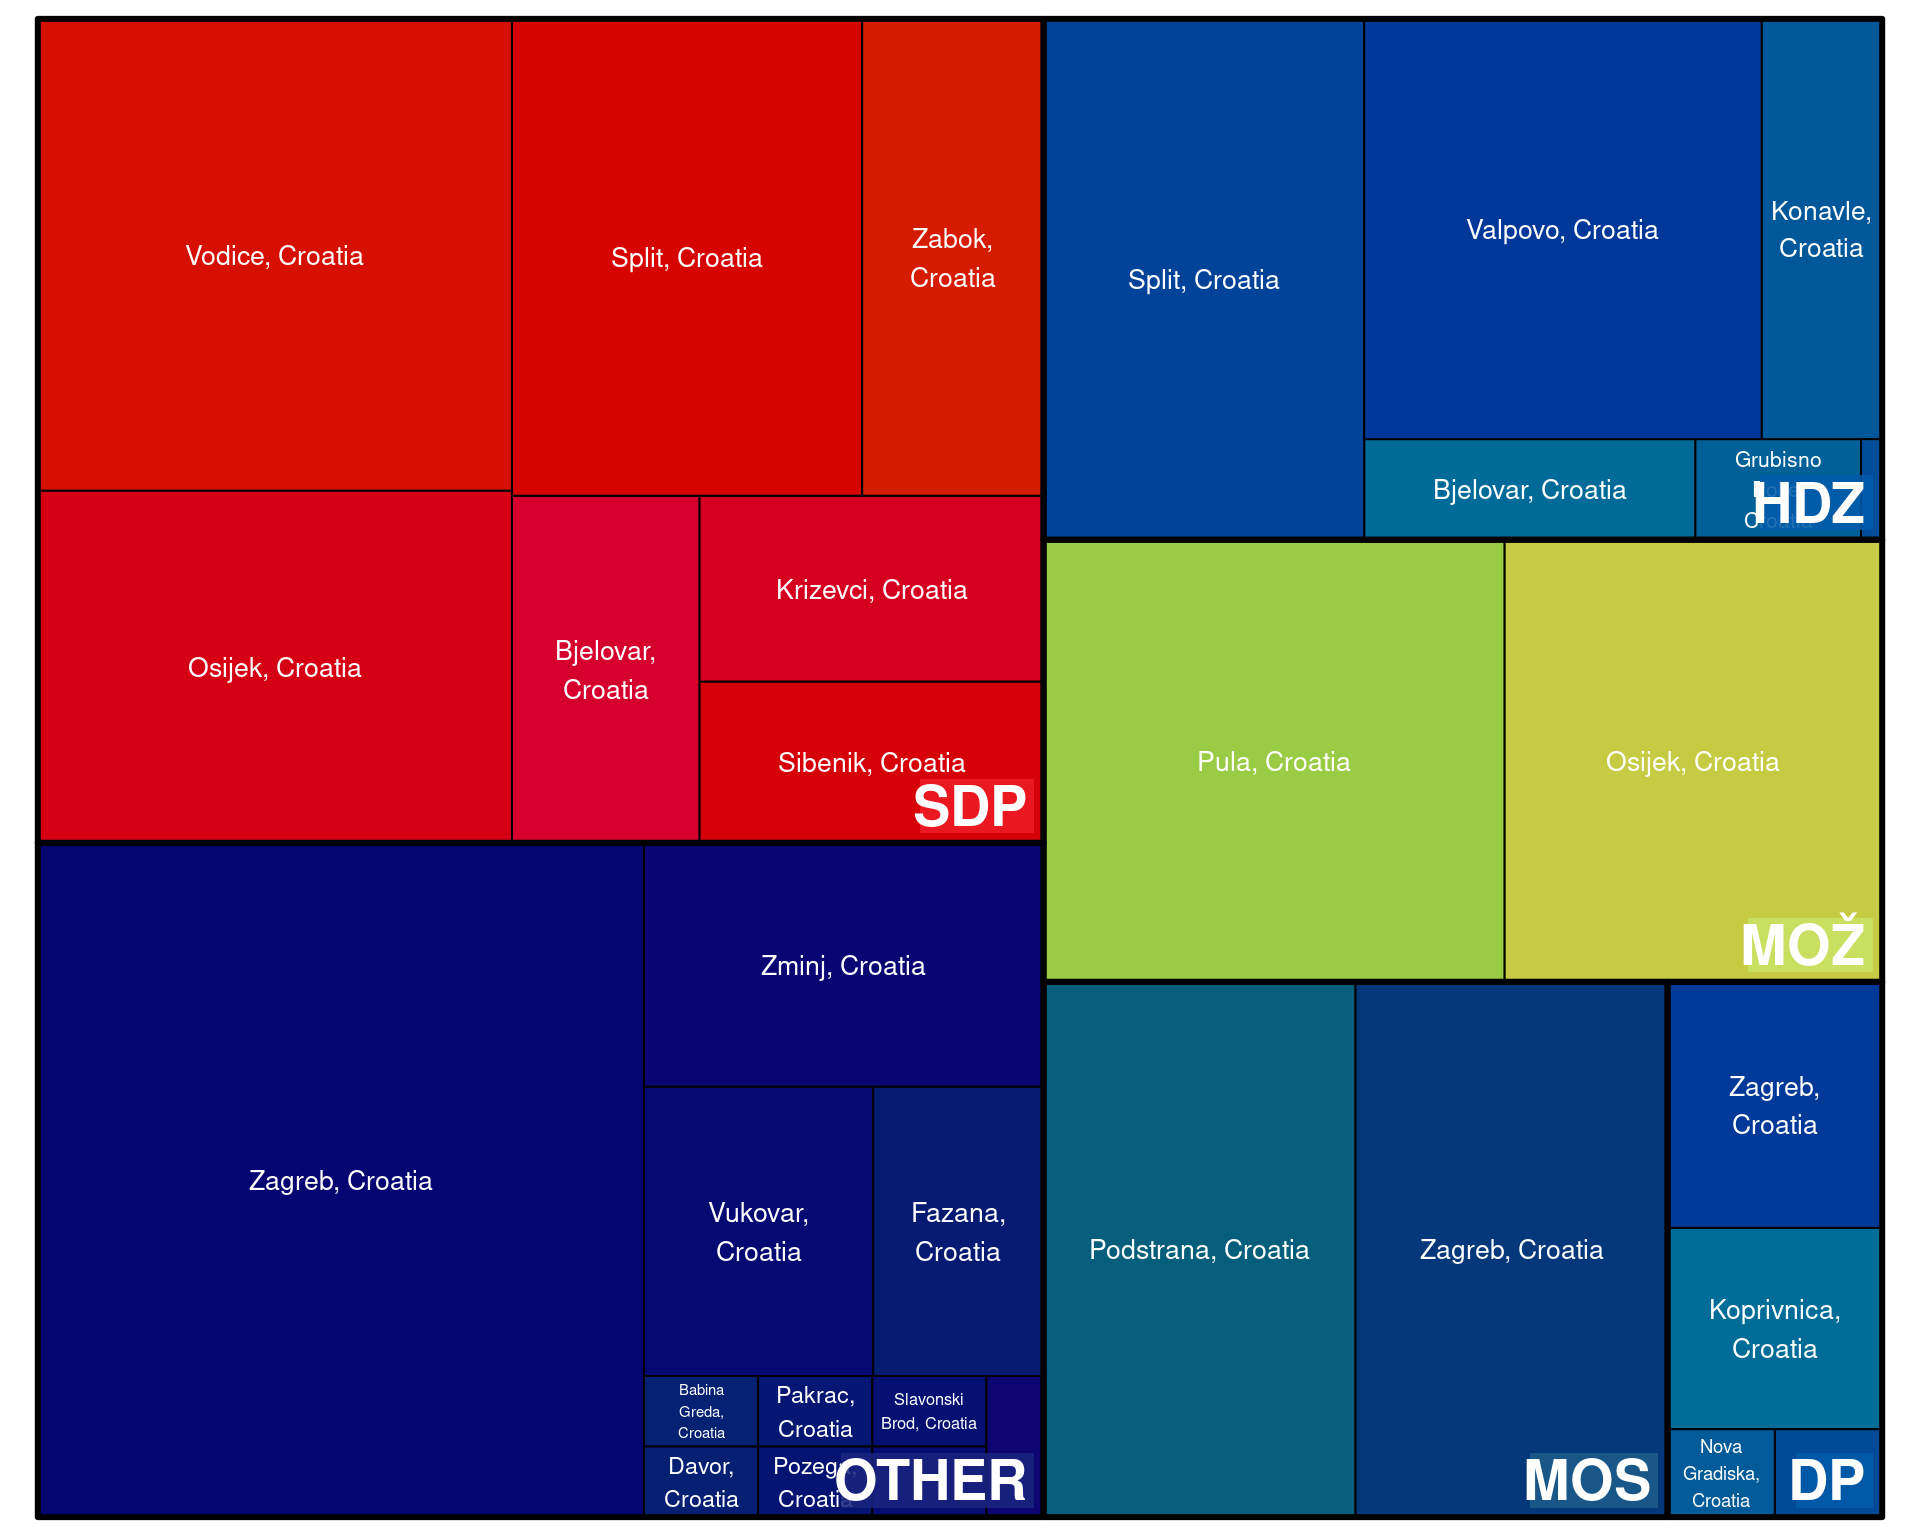 Vodice, Croatia
Split, Croatia
Zabok,
Croatia
Osijek, Croatia
Bjelovar,
Croatia
Krizevci, Croatia
Sibenik, Croatia
SDP
Split, Croatia
Valpovo, Croatia
Konavle,
Croatia
Bjelovar, Croatia
Grubisno
Croatia
HDZ
Pula, Croatia
Osijek, Croatia
MOŽ
Zagreb, Croatia
Zminj, Croatia
Vukovar,
Croatia
Fazana,
Croatia
Babina
Greda,
Croatia
Pakrac,
Croatia
Slavonski
Brod, Croatia
Davor,
Croatia
Pozega,
Croatia
OTHER
Podstrana, Croatia
Zagreb, Croatia
MOS
Zagreb,
Croatia
Koprivnica,
Croatia
Nova
Gradiska,
Croatia
DP